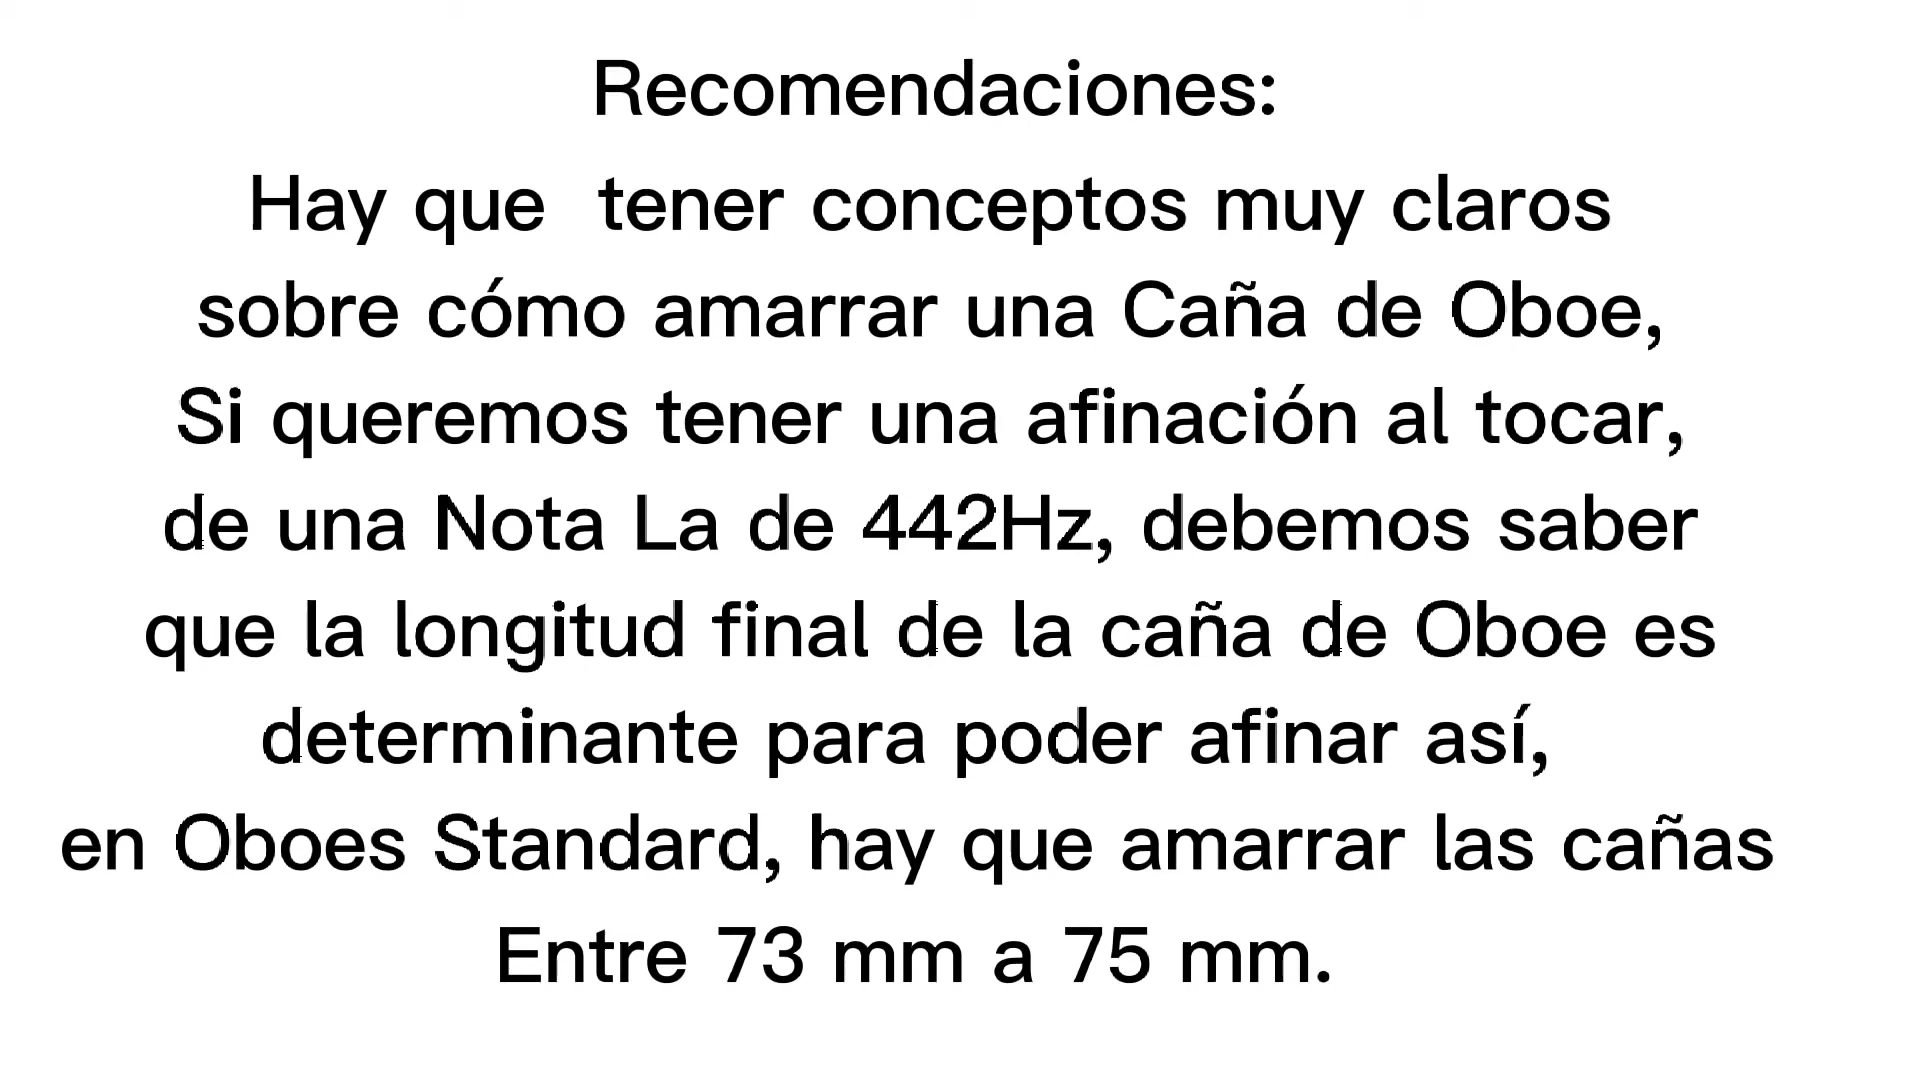 Recomendaciones:
Hay que  tener conceptos muy claros
sobre cómo amarrar una Caña de Oboe,
Si queremos tener una afinación al tocar,
de una Nota La de 442Hz, debemos saber
que la longitud final de la caña de Oboe es
determinante para poder afinar así,
en Oboes Standard, hay que amarrar las cañas
Entre 73 mm a 75 mm.